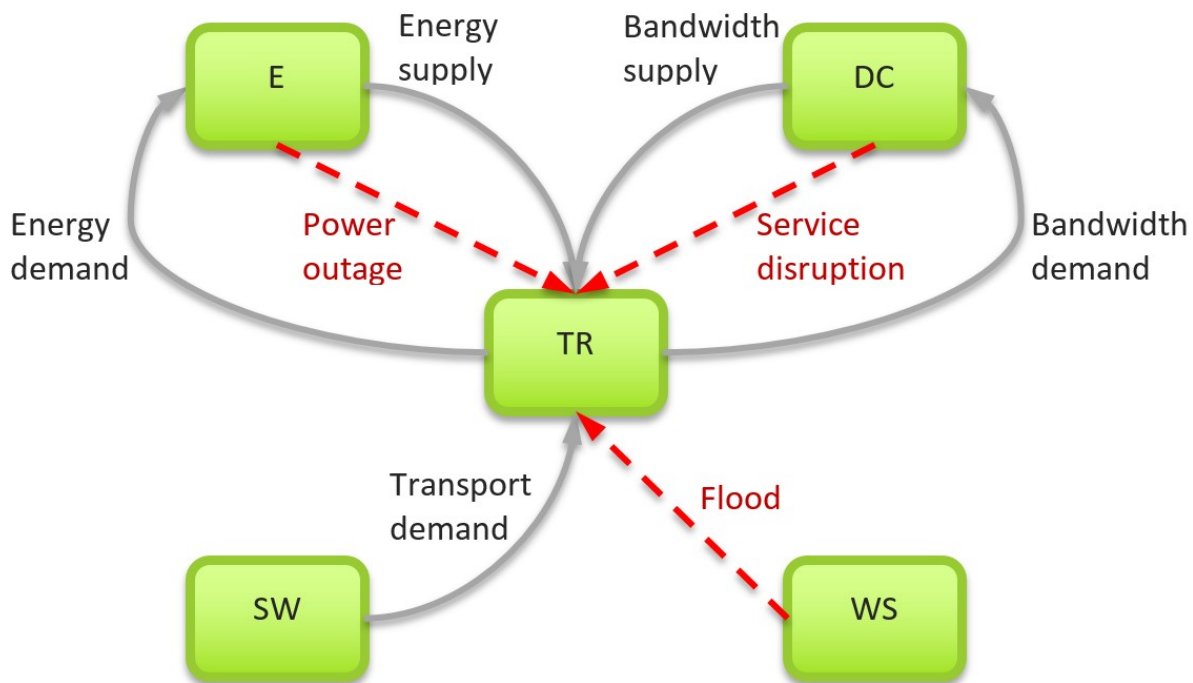 Energy
supply
Bandwidth
supply
E
DC
Energy
demand
Power
outage
Service
disruption
Bandwidth
demand
TR
Transport
demand
Flood
SW
WS